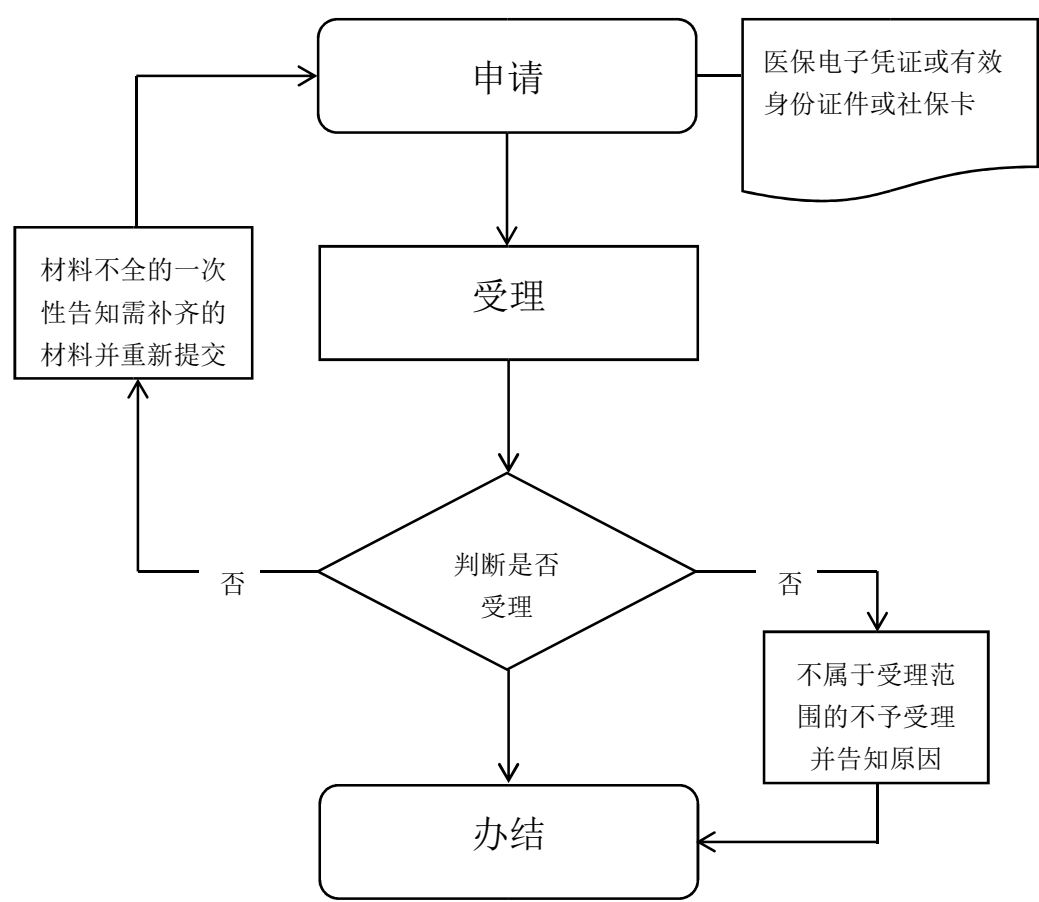 申请
医保电子凭证或有效
身份证件或社保卡
材料不全的一次
性告知需补齐的
材料并重新提交
受理
判断是否
受理
否
否
不属于受理范
围的不予受理
并告知原因
办结